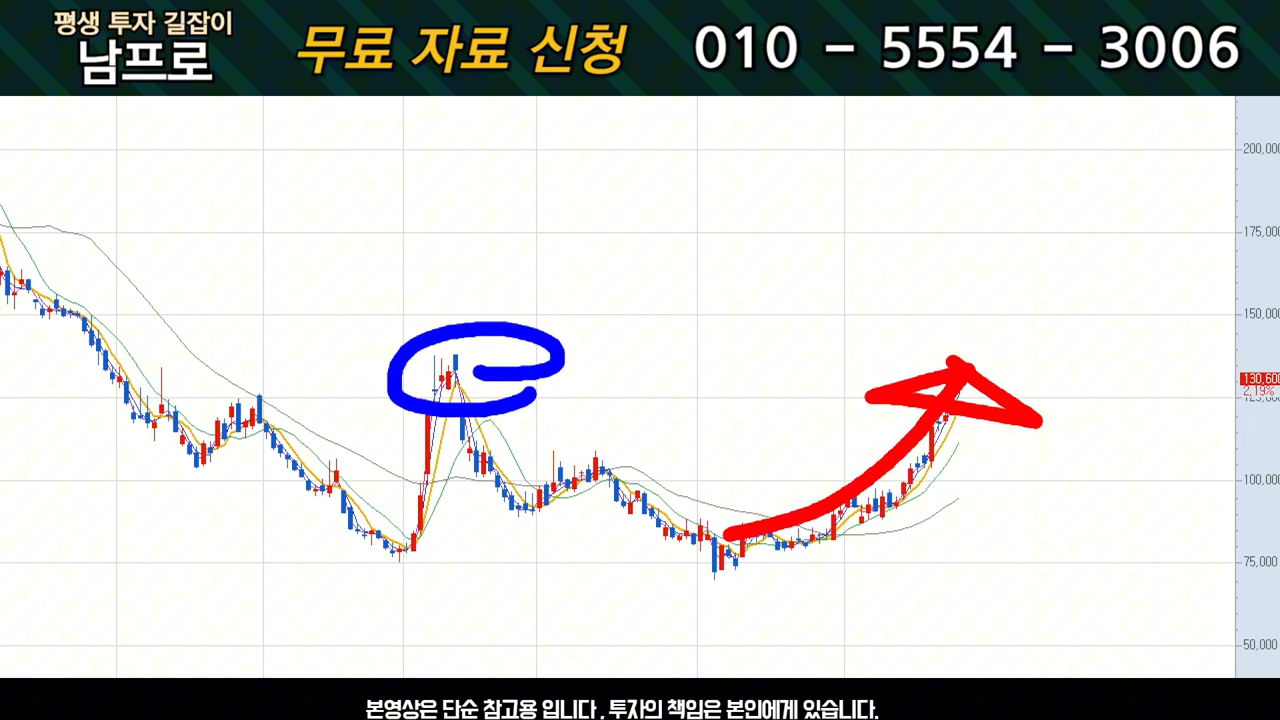 평생 투자 길잡이
남프로
무료 자료 신청
010 - 5554 - 3006
200,000
175,000
150,000
130,600
2.19%
125,000
100,000
75,000
50,000
본영상은 단순 참고용 입니다, 투자의 책임은 본인에게 있습니다.